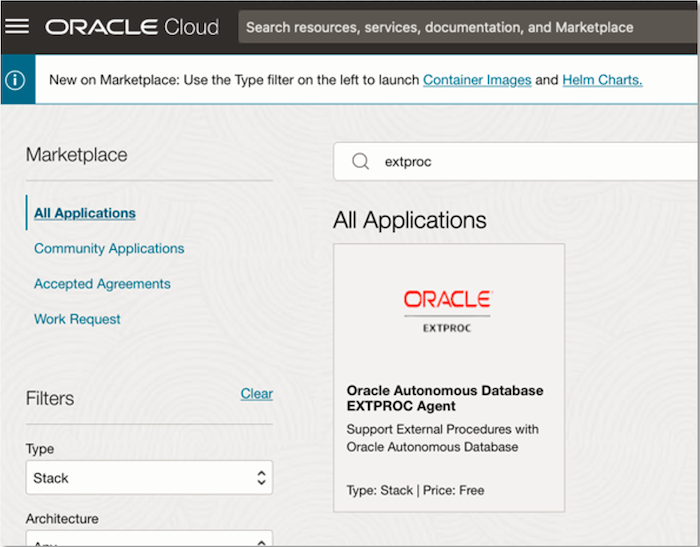 ORACLE Cloud
Search resources, services, documentation, and Marketplace
New on Marketplace: Use the Type filter on the left to launch Container Images and Helm Charts.
Marketplace
All Applications
Community Applications
Accepted Agreements
Work Request
Filters
Clear
Type
Stack
Architecture
Any
extproc
All Applications
ORACLE
EXTPROC
Oracle Autonomous Database
EXTPROC Agent
Support External Procedures with
Oracle Autonomous Database
Type: Stack | Price: Free